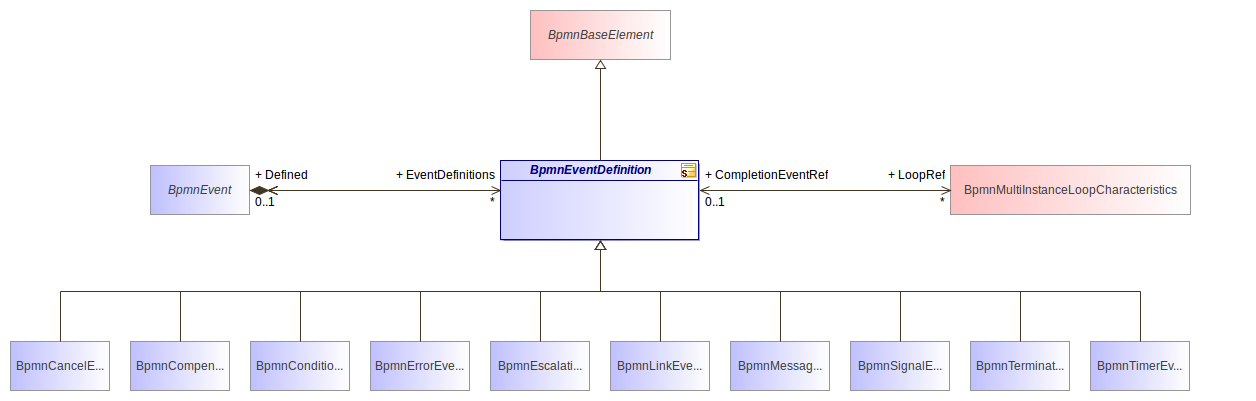 BpmnBaseElement
BpmnEvent
+ Defined
0..1
+ EventDefinitions
*
BpmnEventDefinition
S
+ CompletionEventRef
0..1
+ LoopRef
*
BpmnMultiInstanceLoopCharacteristics
BpmnCancelE...
BpmnCompen...
BpmnConditio...
BpmnErrorEve...
BpmnEscalati...
BpmnLinkEve...
BpmnMessag...
BpmnSignalE...
BpmnTerminat...
BpmnTimerEv...